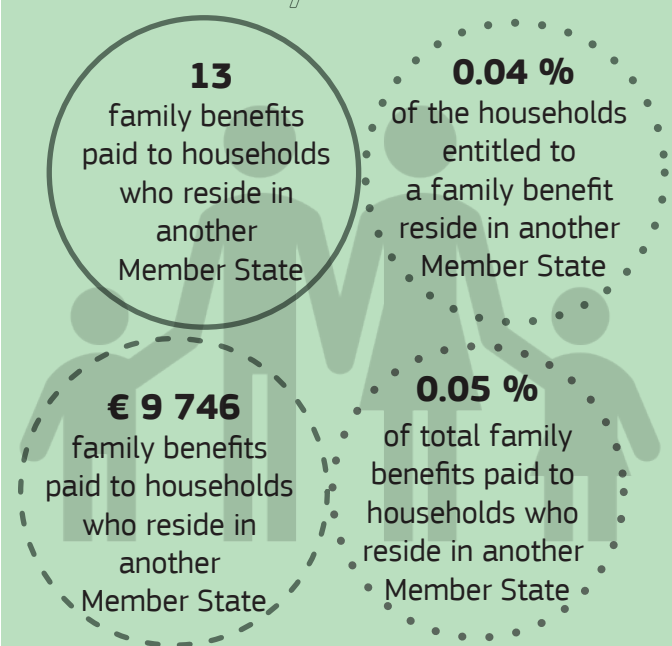 13
family benefits
paid to households
who reside in
another
Member State
0.04 %
of the households
entitled to
a family benefit
reside in another
Member State
€ 9 746
family benefits
paid to households
who reside in
another
Member State
0.05 %
of total family
benefits paid to
households who
reside in another
Member State